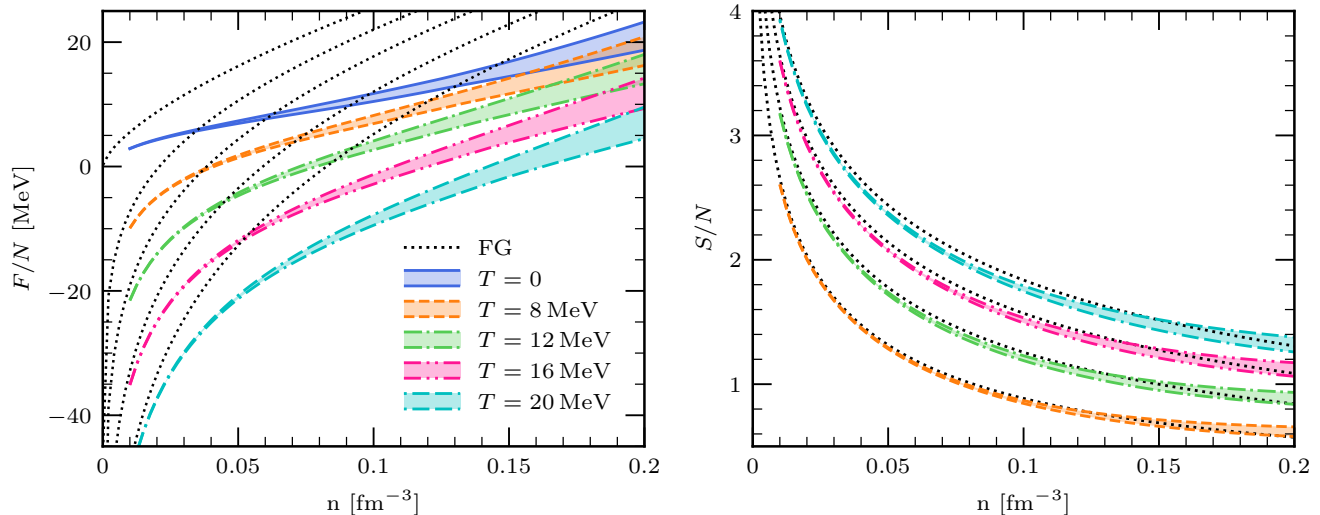 F/N [MeV]
20
0
−20
−40
0
0.05
0.1
0.15
0.2
n [fm⁻³]
FG
T = 0
T = 8 MeV
T = 12 MeV
T = 16 MeV
T = 20 MeV
S/N
4
3
2
1
0
0.05
0.1
0.15
0.2
n [fm⁻³]